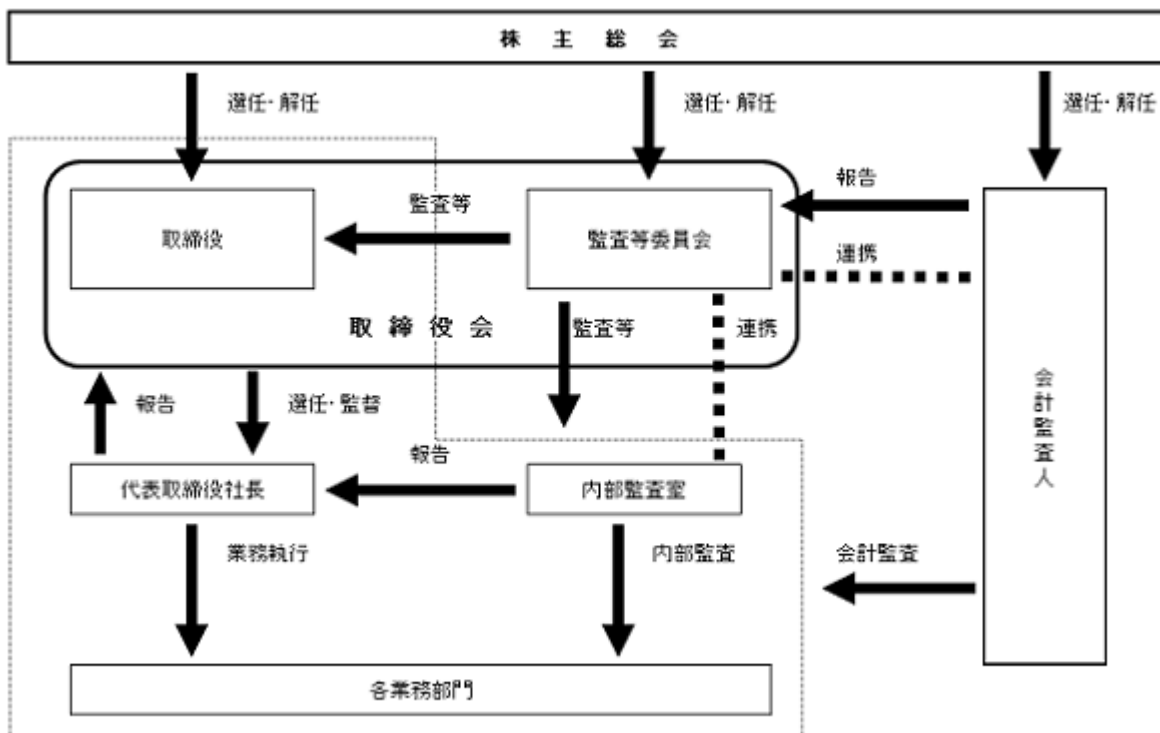 株主総会
選任・解任
選任・解任
選任・解任
報告
監査等
取締役
監査等委員会
連携
取締役会
監査等
連携
会計監査人
報告
選任・監督
報告
代表取締役社長
内部監査室
業務執行
内部監査
会計監査
各業務部門